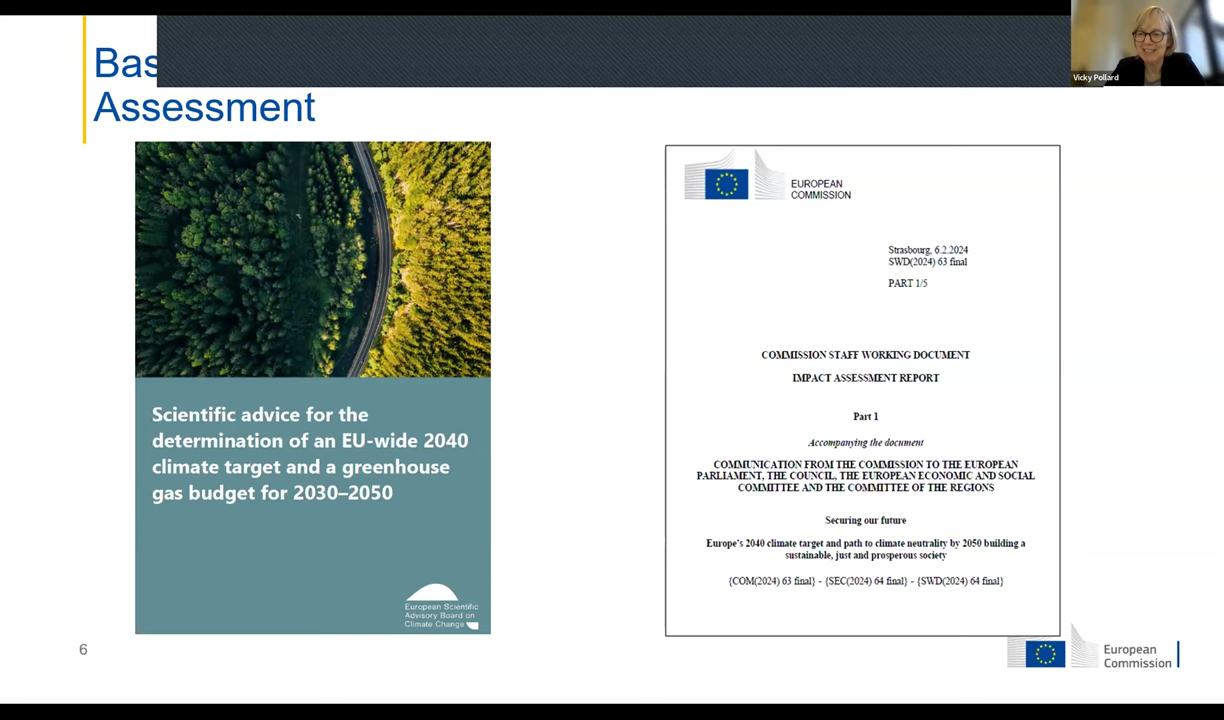 Bas
Assessment
Vicky Pollard
Scientific advice for the
determination of an EU-wide 2040
climate target and a greenhouse
gas budget for 2030–2050
European Scientific
Advisory Board on
Climate Change
EUROPEAN
COMMISSION
Strasbourg, 6.2.2024
SWD(2024) 63 final
PART 1/5
COMMISSION STAFF WORKING DOCUMENT
IMPACT ASSESSMENT REPORT
Part 1
Accompanying the document
COMMUNICATION FROM THE COMMISSION TO THE EUROPEAN
PARLIAMENT, THE COUNCIL, THE EUROPEAN ECONOMIC AND SOCIAL
COMMITTEE AND THE COMMITTEE OF THE REGIONS
Securing our future
Europe's 2040 climate target and path to climate neutrality by 2050 building a
sustainable, just and prosperous society
{COM(2024) 63 final} - {SEC(2024) 64 final} - {SWD(2024) 64 final}
6
European
Commission